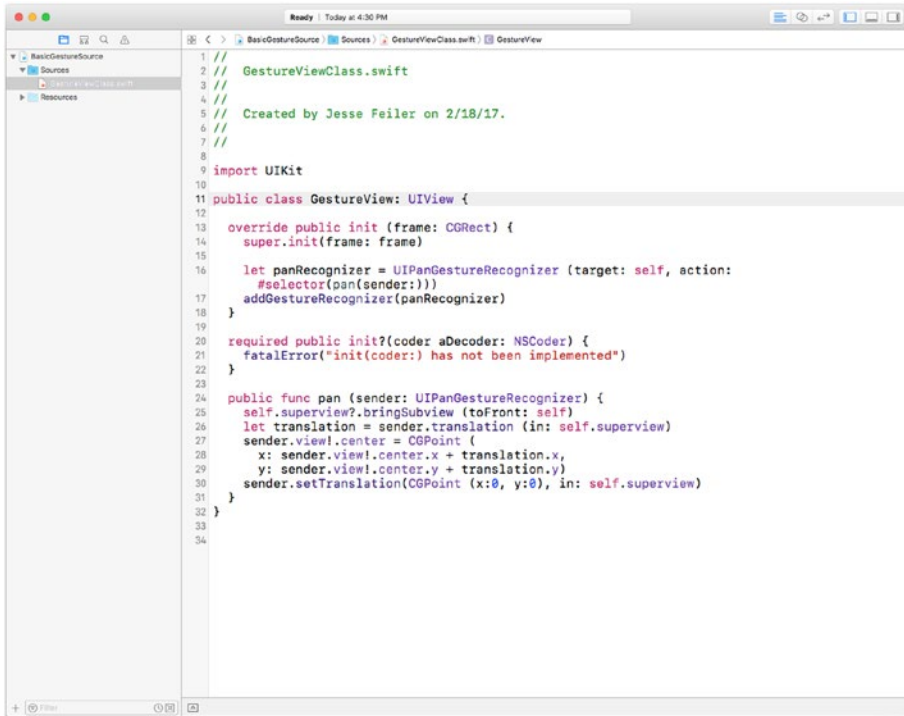 Ready | Today at 4:30 PM
BasicGestureSource
Sources
GestureViewClass.swift
Resources
BasicGestureSource 〉 Sources 〉 GestureViewClass.swift 〉 C GestureView
1 //
2 //  GestureViewClass.swift
3 //
4 //
5 //  Created by Jesse Feiler on 2/18/17.
6 //
7 //
8
9 import UIKit
10
11 public class GestureView: UIView {
12
13   override public init (frame: CGRect) {
14     super.init(frame: frame)
15
16     let panRecognizer = UIPanGestureRecognizer (target: self, action:
#selector(pan(sender:)))
17     addGestureRecognizer(panRecognizer)
18   }
19
20   required public init?(coder aDecoder: NSCoder) {
21     fatalError("init(coder:) has not been implemented")
22   }
23
24   public func pan (sender: UIPanGestureRecognizer) {
25     self.superview?.bringSubview (toFront: self)
26     let translation = sender.translation (in: self.superview)
27     sender.view!.center = CGPoint (
28       x: sender.view!.center.x + translation.x,
29       y: sender.view!.center.y + translation.y)
30     sender.setTranslation(CGPoint (x:0, y:0), in: self.superview)
31   }
32 }
33
34
Filter